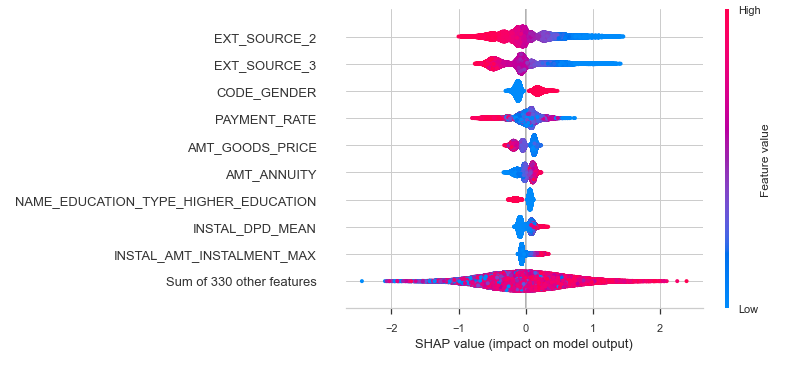 High
EXT_SOURCE_2
EXT_SOURCE_3
CODE_GENDER
PAYMENT_RATE
AMT_GOODS_PRICE
AMT_ANNUITY
NAME_EDUCATION_TYPE_HIGHER_EDUCATION
INSTAL_DPD_MEAN
INSTAL_AMT_INSTALMENT_MAX
Sum of 330 other features
Feature value
Low
−2 −1 0 1 2
SHAP value (impact on model output)